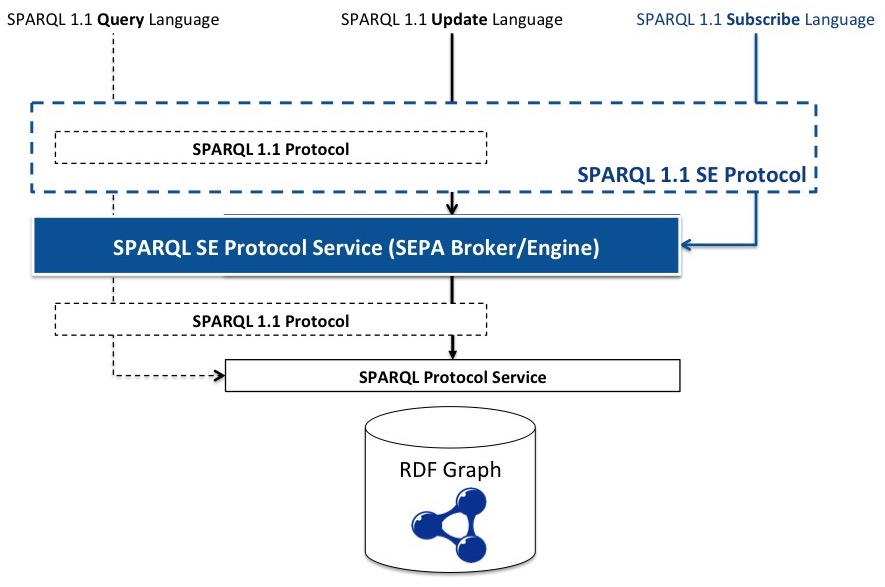 SPARQL 1.1 Query Language
SPARQL 1.1 Update Language
SPARQL 1.1 Subscribe Language
SPARQL 1.1 Protocol
SPARQL 1.1 SE Protocol
SPARQL SE Protocol Service (SEPA Broker/Engine)
SPARQL 1.1 Protocol
SPARQL Protocol Service
RDF Graph